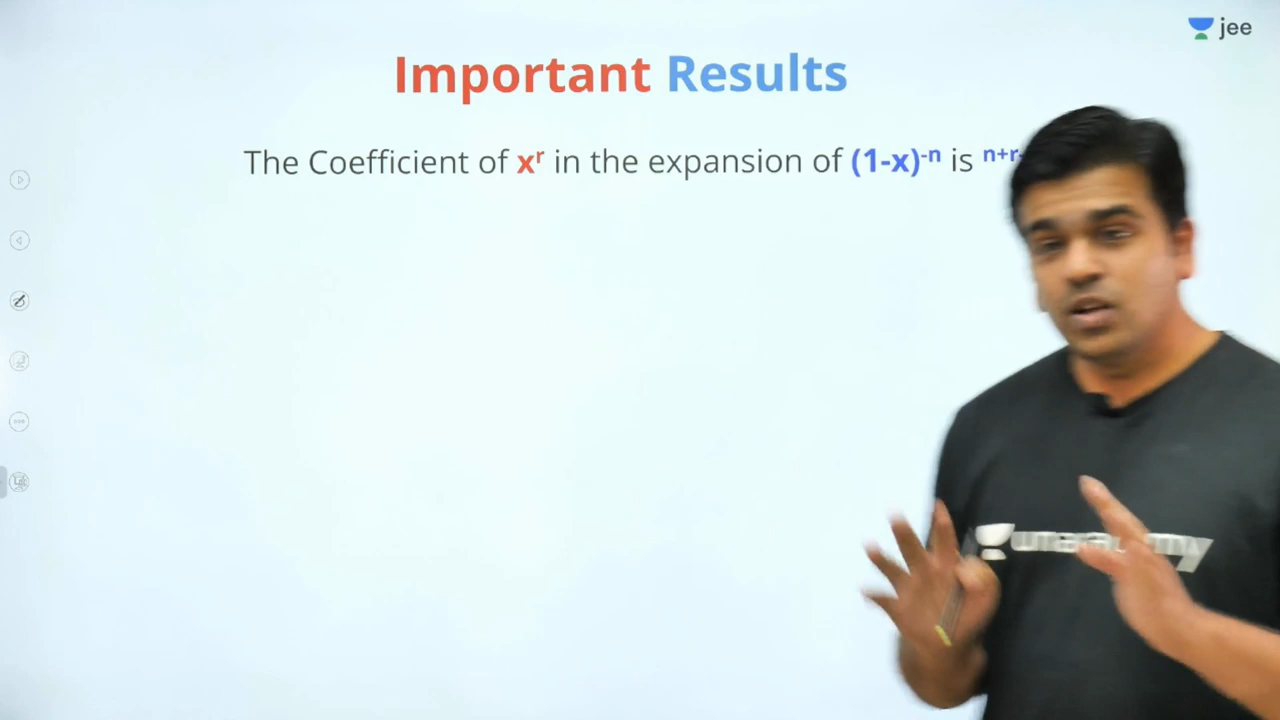 jee
Important Results
The Coefficient of xʳ in the expansion of (1-x)⁻ⁿ is ⁿ⁺ʳ